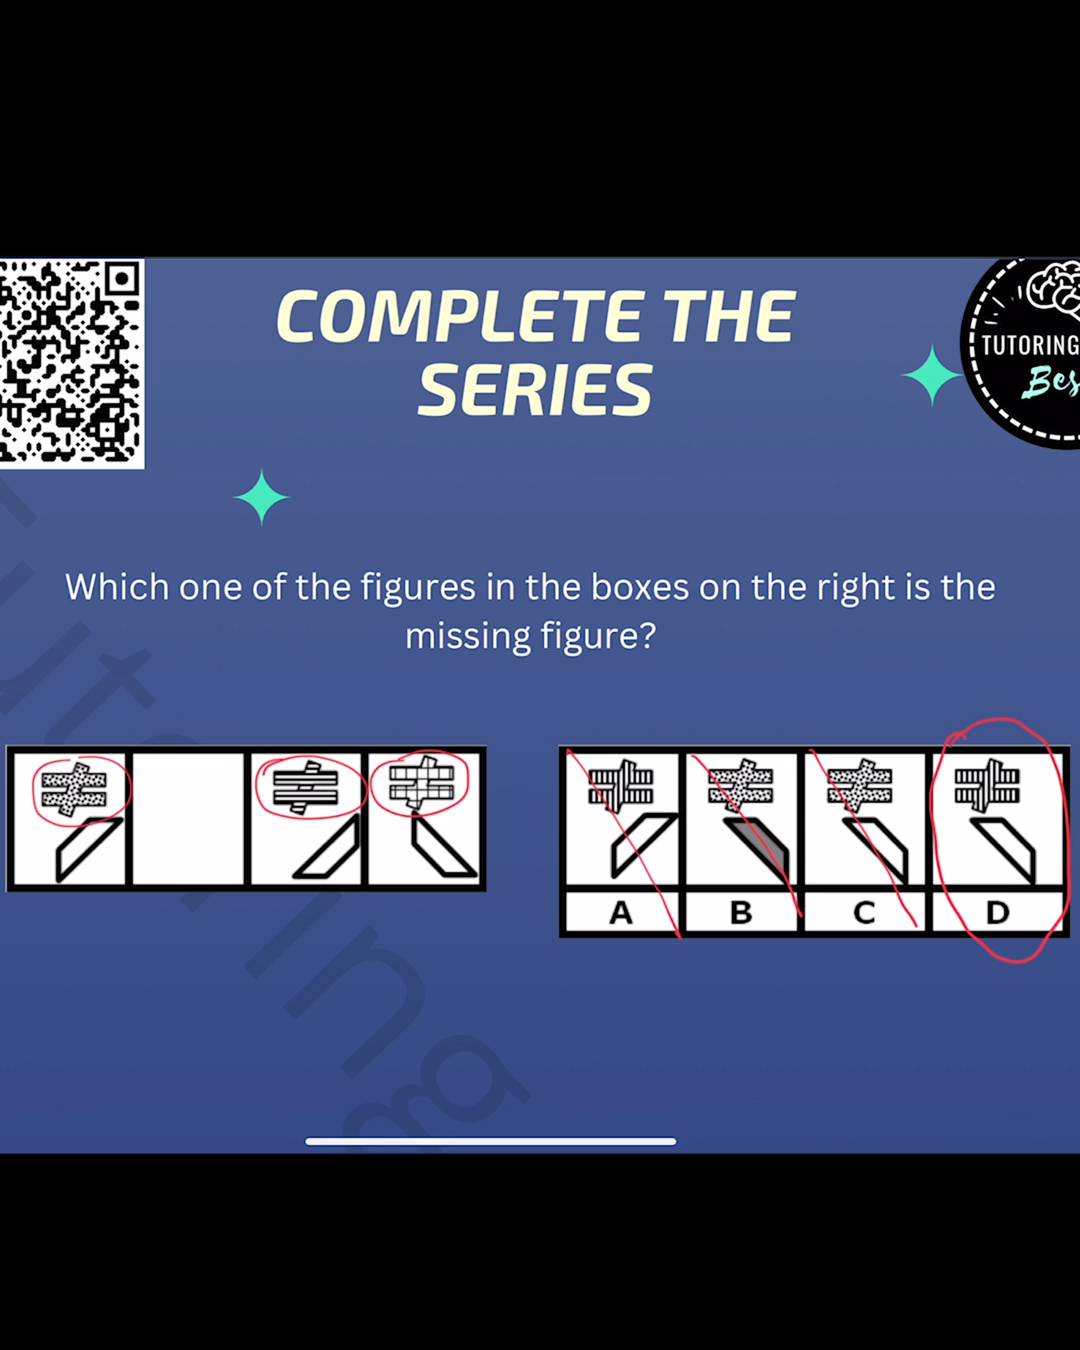 COMPLETE THE
SERIES
TUTORING
Bes
Which one of the figures in the boxes on the right is the
missing figure?
A B C D